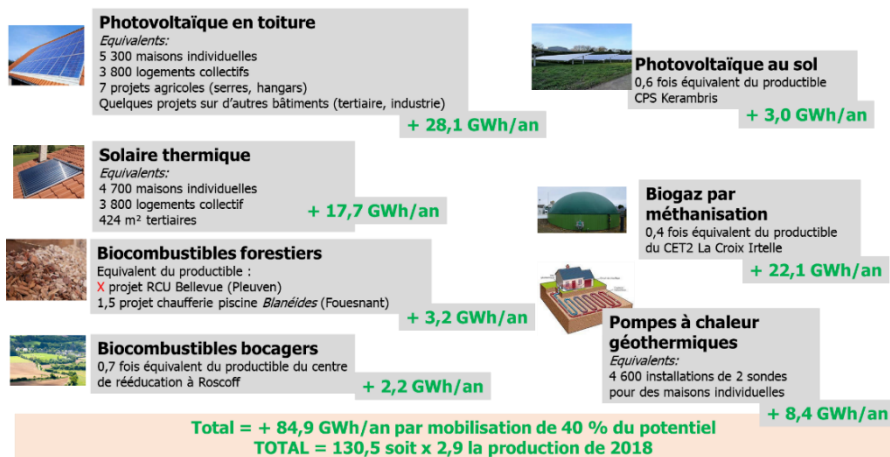 Photovoltaïque en toiture
Equivalents:
5 300 maisons individuelles
3 800 logements collectifs
7 projets agricoles (serres, hangars)
Quelques projets sur d'autres bâtiments (tertiaire, industrie)
+ 28,1 GWh/an
Solaire thermique
Equivalents:
4 700 maisons individuelles
3 800 logements collectif
424 m² tertiaires
+ 17,7 GWh/an
Biocombustibles forestiers
Equivalent du productible :
X projet RCU Bellevue (Pleuven)
1,5 projet chaufferie piscine Blanéides (Fouesnant)
+ 3,2 GWh/an
Biocombustibles bocagers
0,7 fois équivalent du productible du centre
de rééducation à Roscoff
+ 2,2 GWh/an
Photovoltaïque au sol
0,6 fois équivalent du productible
CPS Kerambris
+ 3,0 GWh/an
Biogaz par
méthanisation
0,4 fois équivalent du productible
du CET2 La Croix Irtelle
+ 22,1 GWh/an
Pompes à chaleur
géothermiques
Equivalents:
4 600 installations de 2 sondes
pour des maisons individuelles
+ 8,4 GWh/an
Total = + 84,9 GWh/an par mobilisation de 40 % du potentiel
TOTAL = 130,5 soit x 2,9 la production de 2018